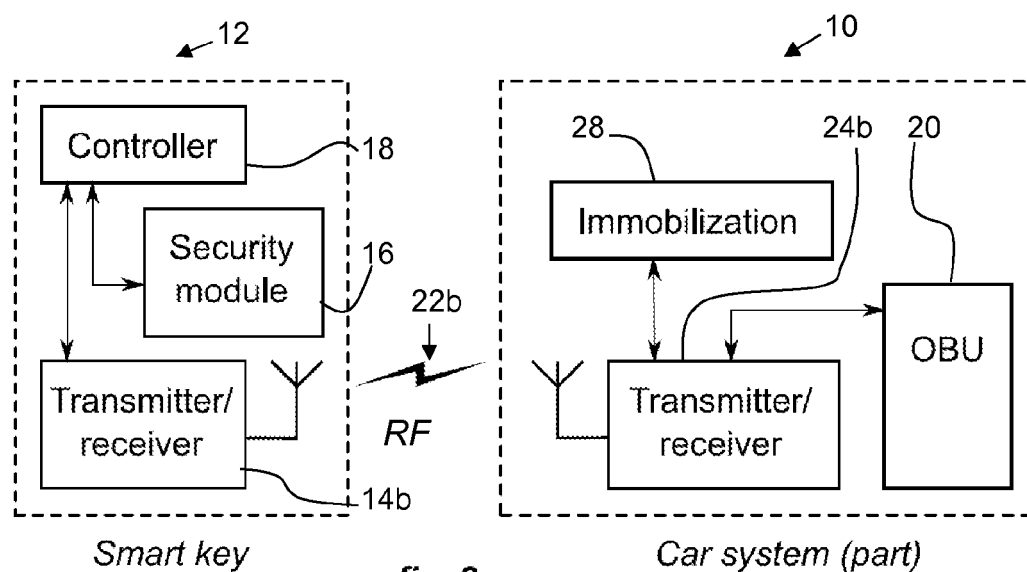 12
10
Controller
18
28
24b
20
Immobilization
Security
module
16
22b
OBU
Transmitter/
receiver
RF
Transmitter/
receiver
14b
Smart key
Car system (part)